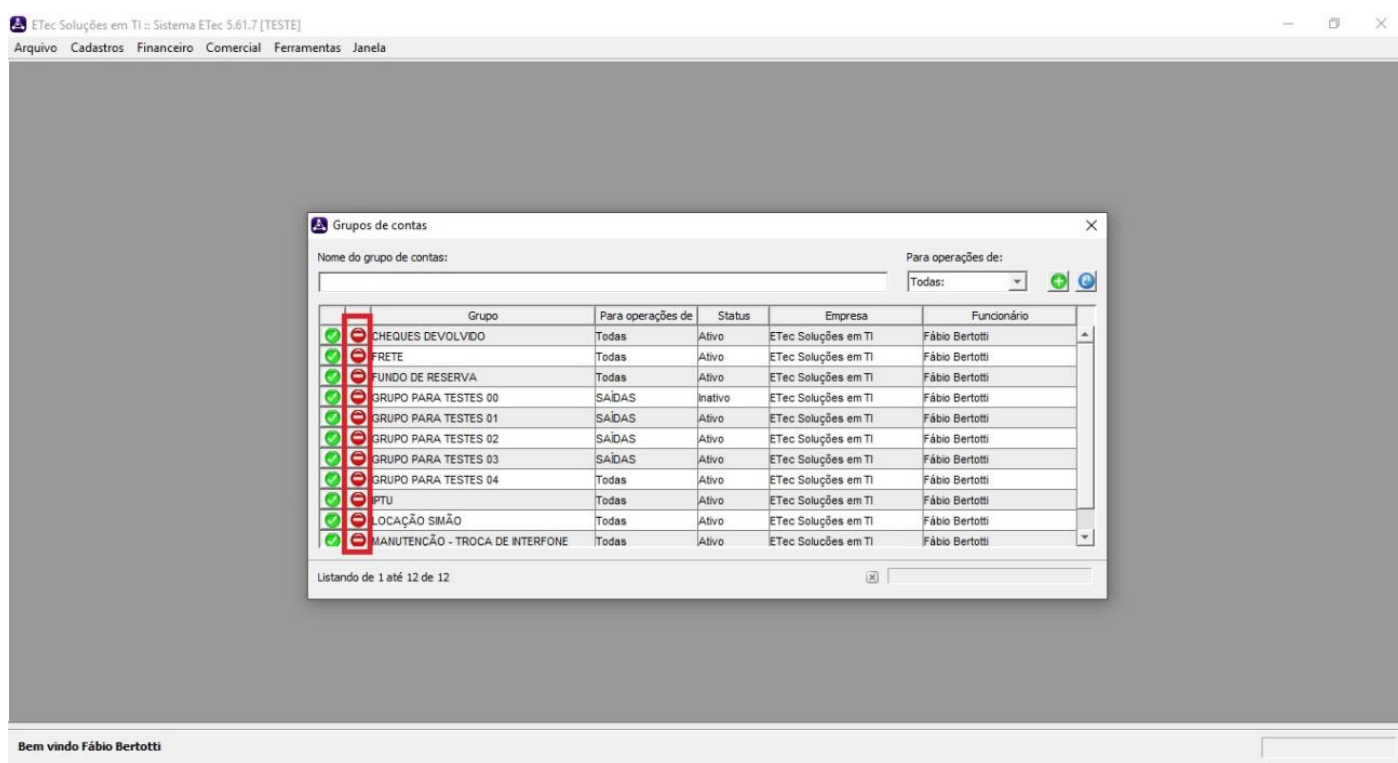 ETec Soluções em TI :: Sistema ETec 5.61.7 [TESTE]
Arquivo Cadastros Financeiro Comercial Ferramentas Janela
Grupos de contas
Nome do grupo de contas: Para operações de:
Todas:
Grupo Para operações de Status Empresa Funcionário
CHEQUES DEVOLVIDO Todas Ativo ETec Soluções em TI Fábio Bertotti
FRETE Todas Ativo ETec Soluções em TI Fábio Bertotti
FUNDO DE RESERVA Todas Ativo ETec Soluções em TI Fábio Bertotti
GRUPO PARA TESTES 00 SAÍDAS Inativo ETec Soluções em TI Fábio Bertotti
GRUPO PARA TESTES 01 SAÍDAS Ativo ETec Soluções em TI Fábio Bertotti
GRUPO PARA TESTES 02 SAÍDAS Ativo ETec Soluções em TI Fábio Bertotti
GRUPO PARA TESTES 03 SAÍDAS Ativo ETec Soluções em TI Fábio Bertotti
GRUPO PARA TESTES 04 Todas Ativo ETec Soluções em TI Fábio Bertotti
IPTU Todas Ativo ETec Soluções em TI Fábio Bertotti
LOCAÇÃO SIMÃO Todas Ativo ETec Soluções em TI Fábio Bertotti
MANUTENÇÃO - TROCA DE INTERFONE Todas Ativo ETec Soluções em TI Fábio Bertotti
Listando de 1 até 12 de 12
Bem vindo Fábio Bertotti